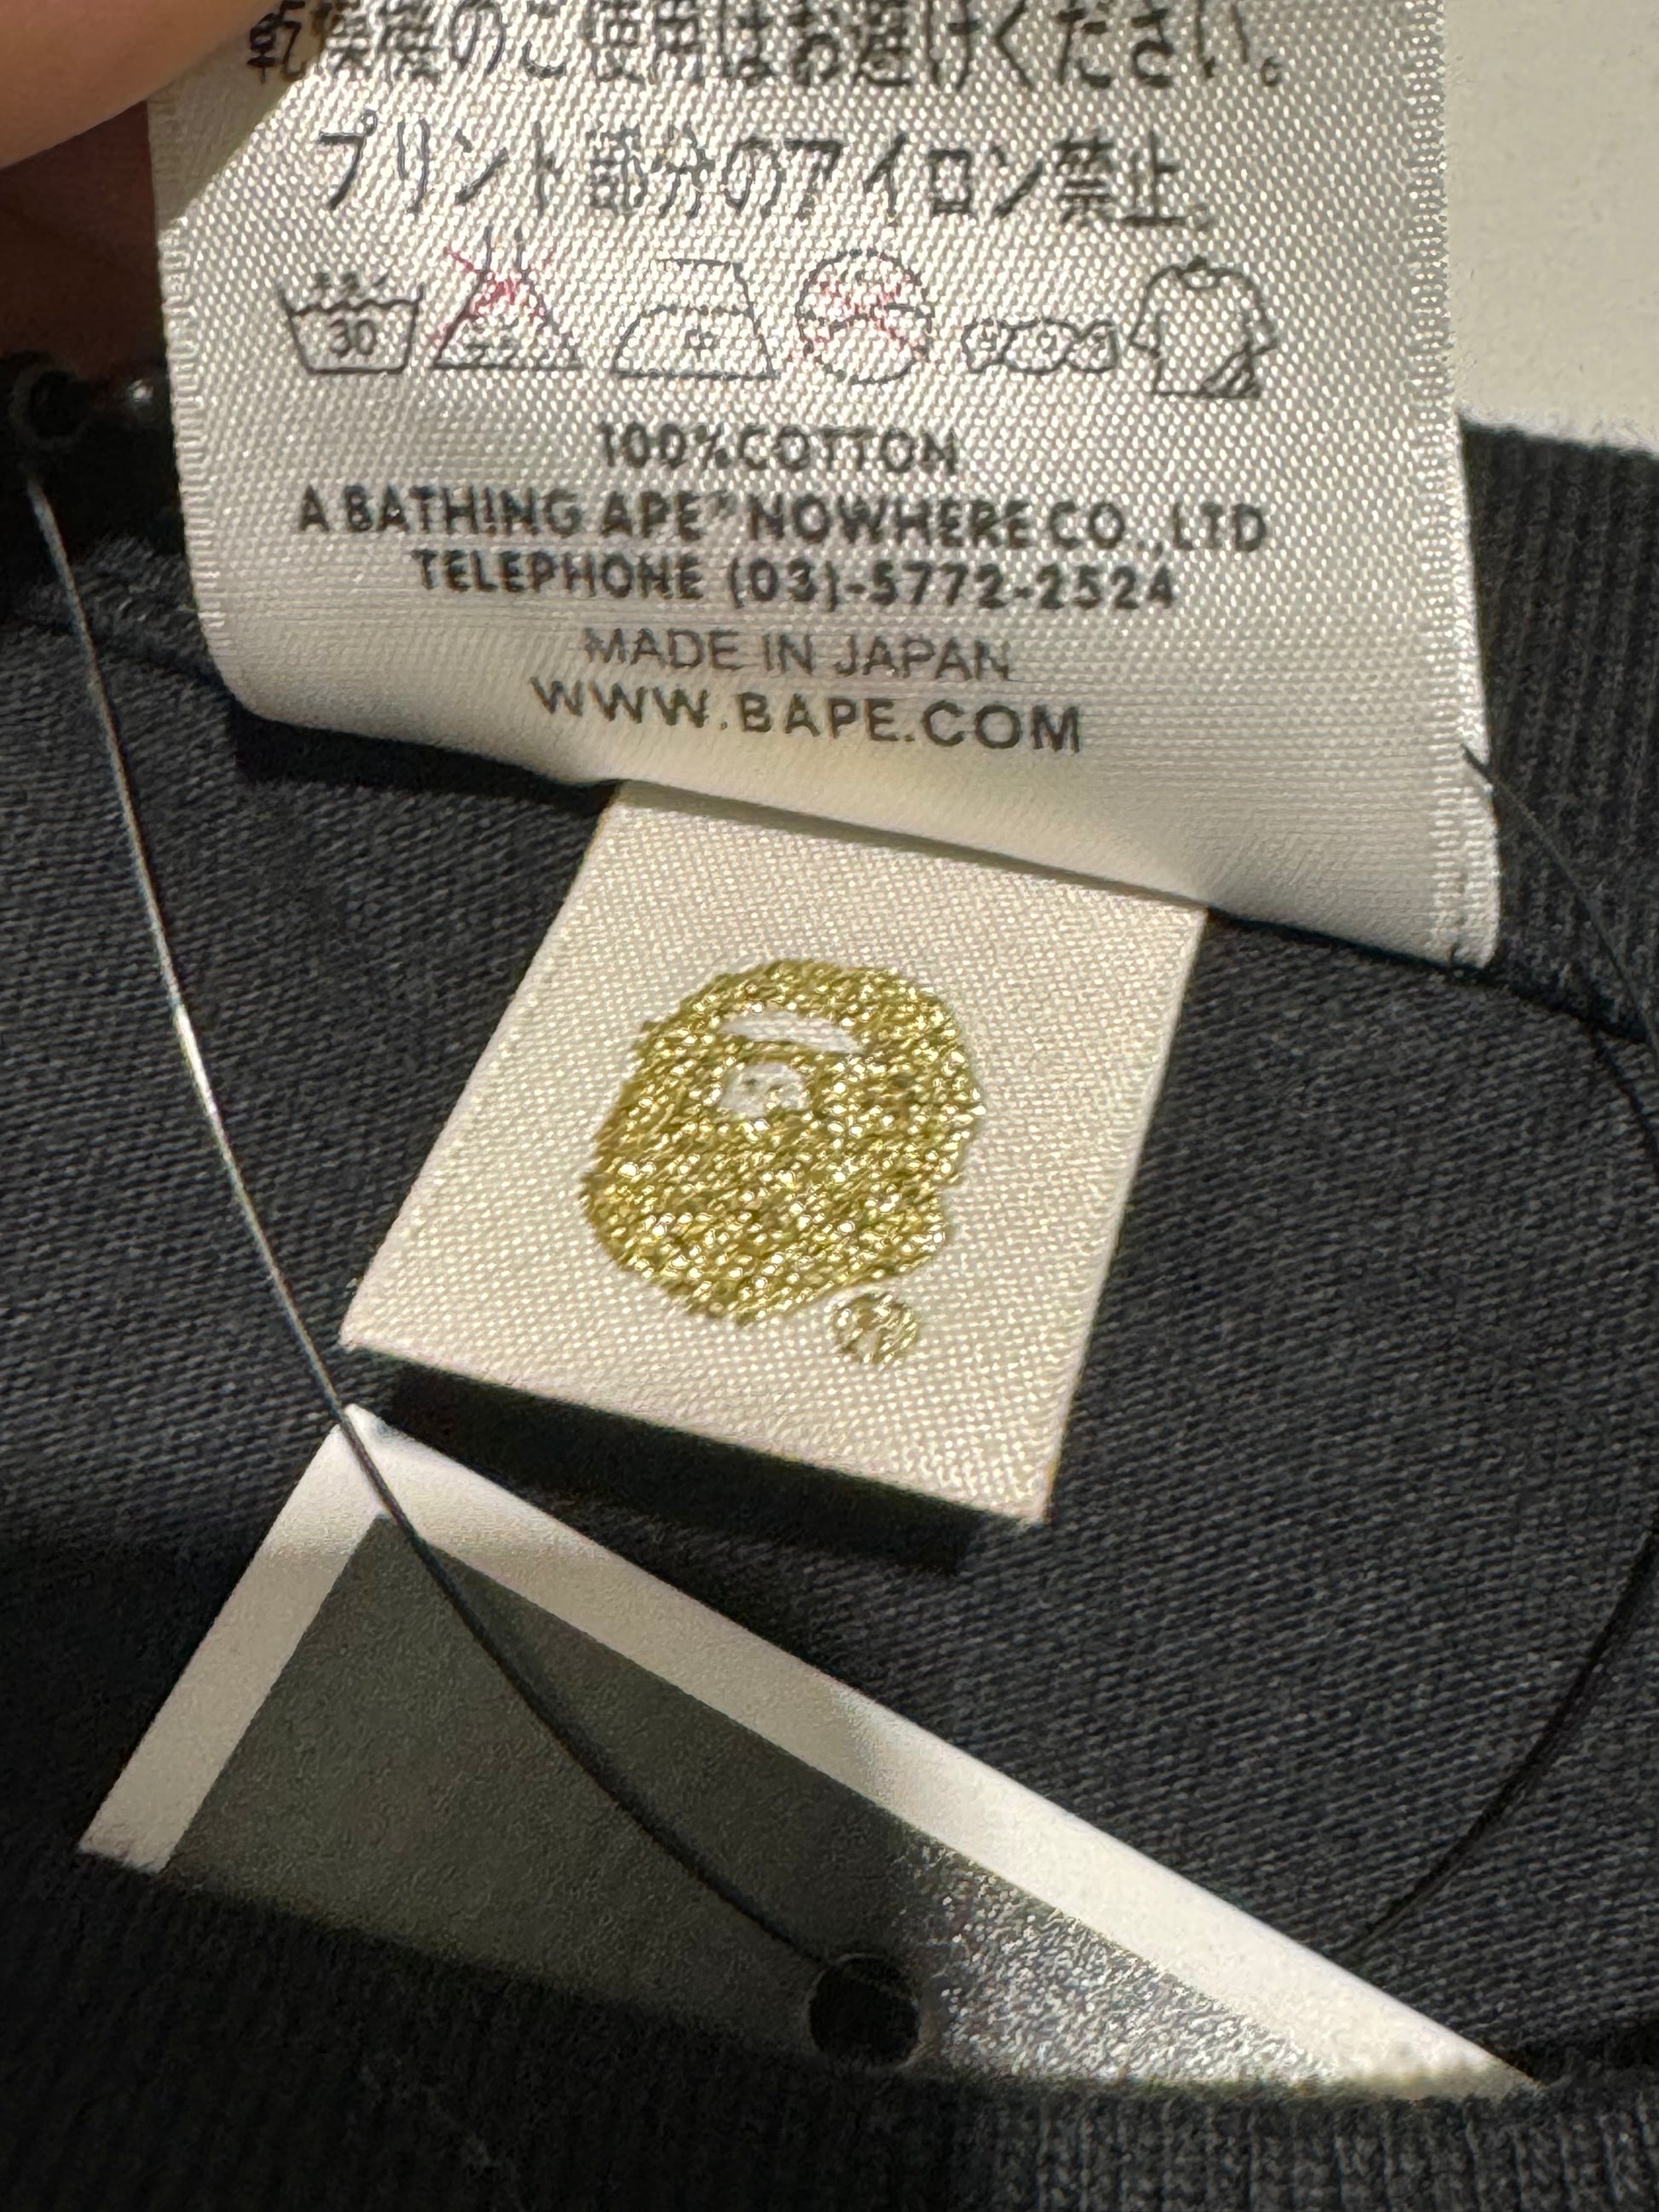 乾燥機のご使用はお避けください。
プリント部分のアイロン禁止。
30
100%COTTON
A BATHING APE® NOWHERE CO.,LTD
TELEPHONE (03)-5772-2524
MADE IN JAPAN
WWW.BAPE.COM